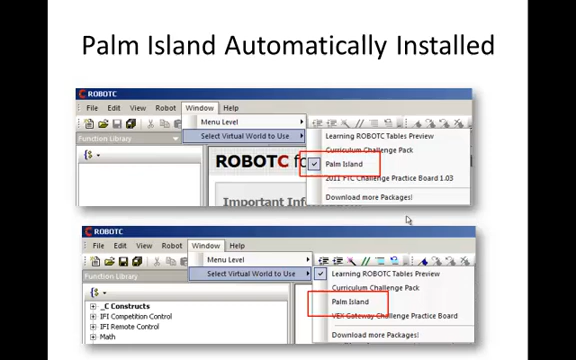 Palm Island Automatically Installed
ROBOTC
File Edit View Robot Window Help
Menu Level
Function Library
Select Virtual World to Use
Learning ROBOTC Tables Preview
Curriculum Challenge Pack
ROBOTC fo
Palm Island
2011 FTC Challenge Practice Board 1.03
Important Info
Download more Packages!
ROBOTC
File Edit View Robot Window Help
Menu Level
Function Library
Select Virtual World to Use
Learning ROBOTC Tables Preview
Curriculum Challenge Pack
_C Constructs
Palm Island
IFI Competition Control
VEX Gateway Challenge Practice Board
IFI Remote Control
Math
Download more Packages!